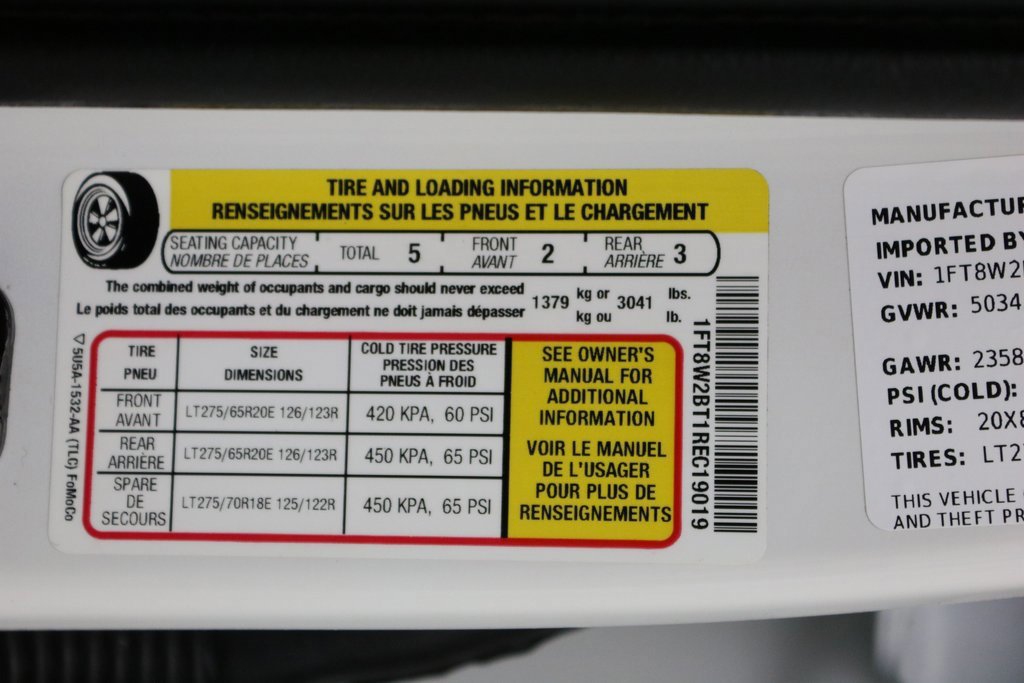 TIRE AND LOADING INFORMATION
RENSEIGNEMENTS SUR LES PNEUS ET LE CHARGEMENT
SEATING CAPACITY
NOMBRE DE PLACES
TOTAL 5
FRONT
AVANT 2
REAR
ARRIÈRE 3
The combined weight of occupants and cargo should never exceed
Le poids total des occupants et du chargement ne doit jamais dépasser
1379 kg or 3041 lbs.
kg ou lb.
TIRE
PNEU
SIZE
DIMENSIONS
COLD TIRE PRESSURE
PRESSION DES
PNEUS À FROID
FRONT
AVANT
LT275/65R20E 126/123R
420 KPA, 60 PSI
REAR
ARRIÈRE
LT275/65R20E 126/123R
450 KPA, 65 PSI
SPARE
DE
SECOURS
LT275/70R18E 125/122R
450 KPA, 65 PSI
SEE OWNER'S
MANUAL FOR
ADDITIONAL
INFORMATION
VOIR LE MANUEL
DE L'USAGER
POUR PLUS DE
RENSEIGNEMENTS
5U5A-1532-AA (TLC) FoMoCo
1FT8W2BT1REC19019
MANUFACTUR
IMPORTED BY
VIN: 1FT8W2
GVWR: 5034
GAWR: 2358
PSI (COLD):
RIMS: 20X8
TIRES: LT27
THIS VEHICLE
AND THEFT PR